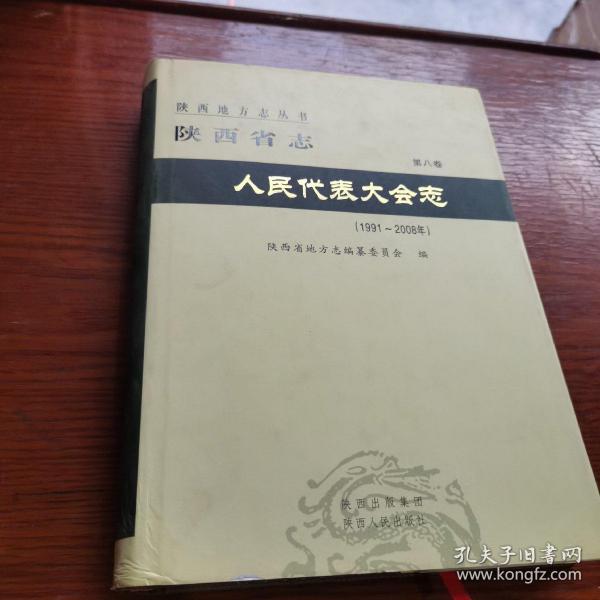 陕西地方志丛书
陕西省志
第八卷
人民代表大会志
(1991~2008年)
陕西省地方志编纂委员会 编
陕西出版集团
陕西人民出版社
孔夫子旧书网
www.kongfz.com